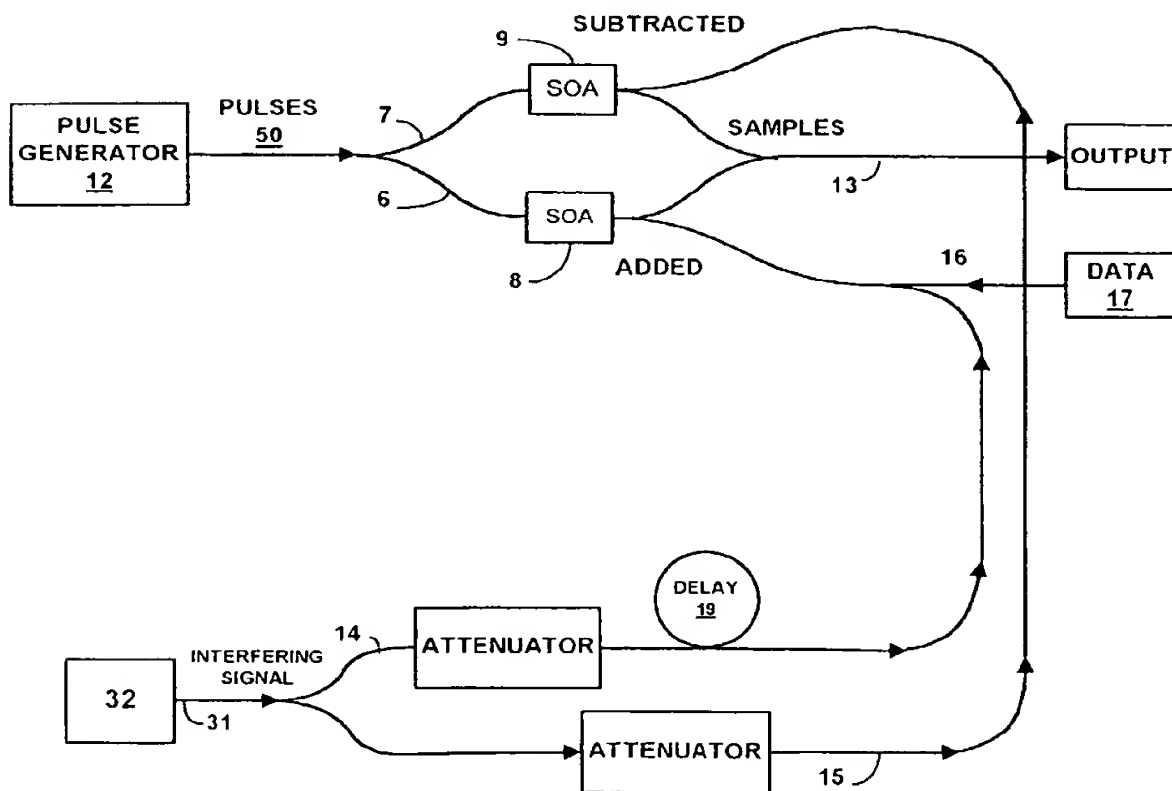 SUBTRACTED
9
SOA
PULSE
GENERATOR
12
PULSES
50
7
SAMPLES
OUTPUT
13
6
SOA
8
ADDED
16
DATA
17
DELAY
19
14
ATTENUATOR
INTERFERING
SIGNAL
32
31
ATTENUATOR
15